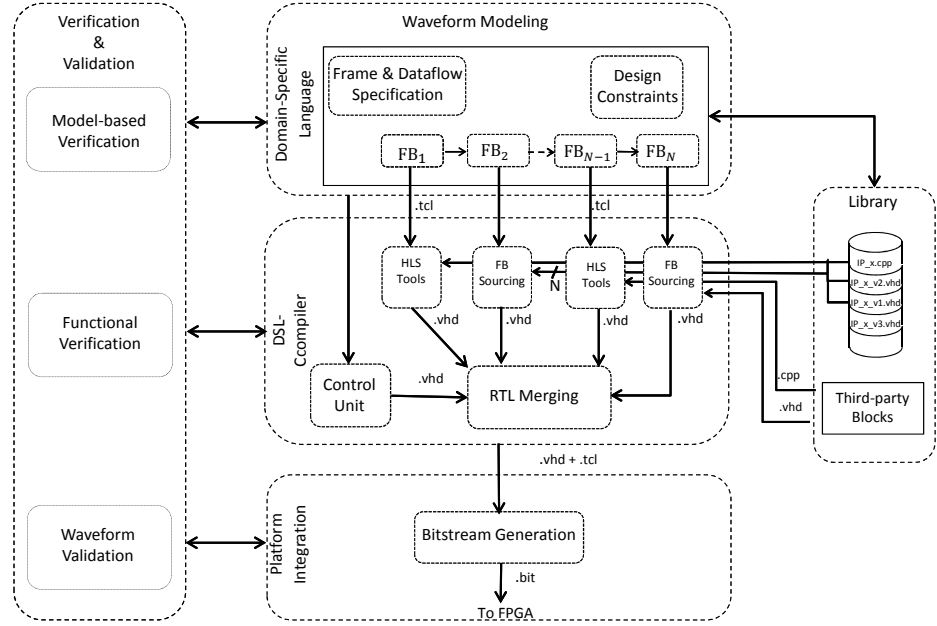 Verification
&
Validation
Model-based
Verification
Functional
Verification
Waveform
Validation
Waveform Modeling
Domain-Specific
Language
Frame & Dataflow
Specification
Design
Constraints
FB1
FB2
FBN−1
FBN
.tcl
.tcl
DSL-
Ccompiler
HLS
Tools
FB
Sourcing
HLS
Tools
FB
Sourcing
N
.vhd
.vhd
.vhd
.vhd
Control
Unit
.vhd
RTL Merging
.vhd + .tcl
Platform
Integration
Bitstream Generation
.bit
To FPGA
Library
IP_x.cpp
IP_x_v2.vhd
IP_x_v1.vhd
IP_x_v3.vhd
.cpp
.vhd
Third-party
Blocks